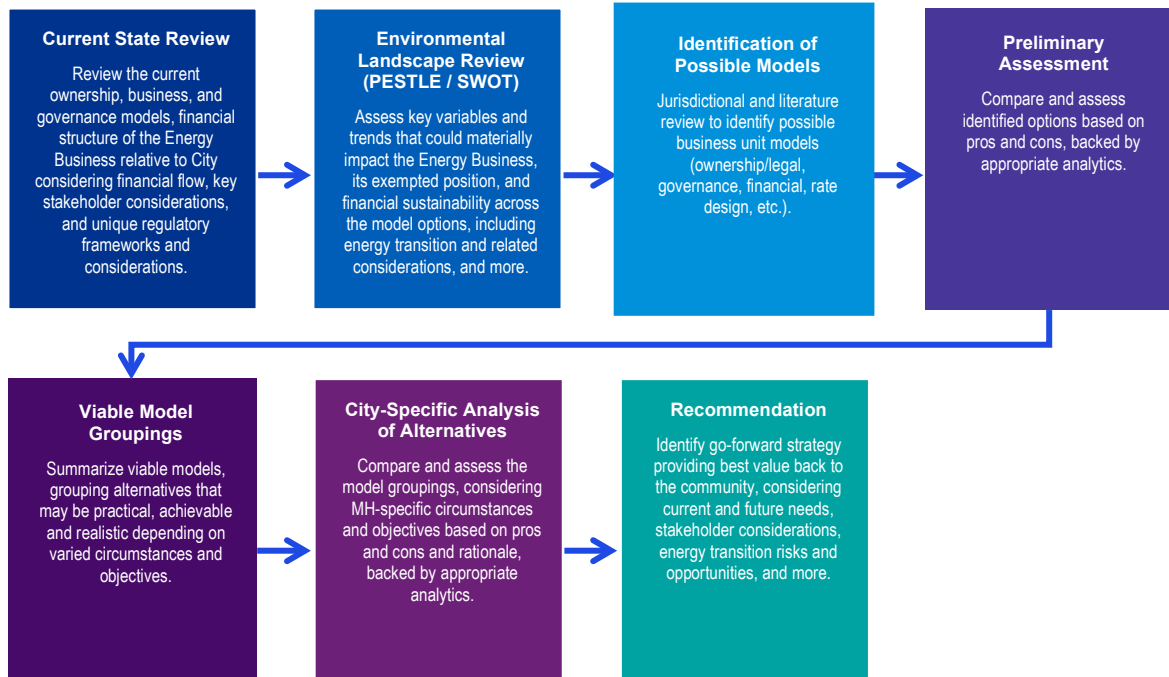 Current State Review
Review the current
ownership, business, and
governance models, financial
structure of the Energy
Business relative to City
considering financial flow, key
stakeholder considerations,
and unique regulatory
frameworks and
considerations.
Environmental
Landscape Review
(PESTLE / SWOT)
Assess key variables and
trends that could materially
impact the Energy Business,
its exempted position, and
financial sustainability across
the model options, including
energy transition and related
considerations, and more.
Identification of
Possible Models
Jurisdictional and literature
review to identify possible
business unit models
(ownership/legal,
governance, financial, rate
design, etc.).
Preliminary
Assessment
Compare and assess
identified options based on
pros and cons, backed by
appropriate analytics.
Viable Model
Groupings
Summarize viable models,
grouping alternatives that
may be practical, achievable
and realistic depending on
varied circumstances and
objectives.
City-Specific Analysis
of Alternatives
Compare and assess the
model groupings, considering
MH-specific circumstances
and objectives based on pros
and cons and rationale,
backed by appropriate
analytics.
Recommendation
Identify go-forward strategy
providing best value back to
the community, considering
current and future needs,
stakeholder considerations,
energy transition risks and
opportunities, and more.